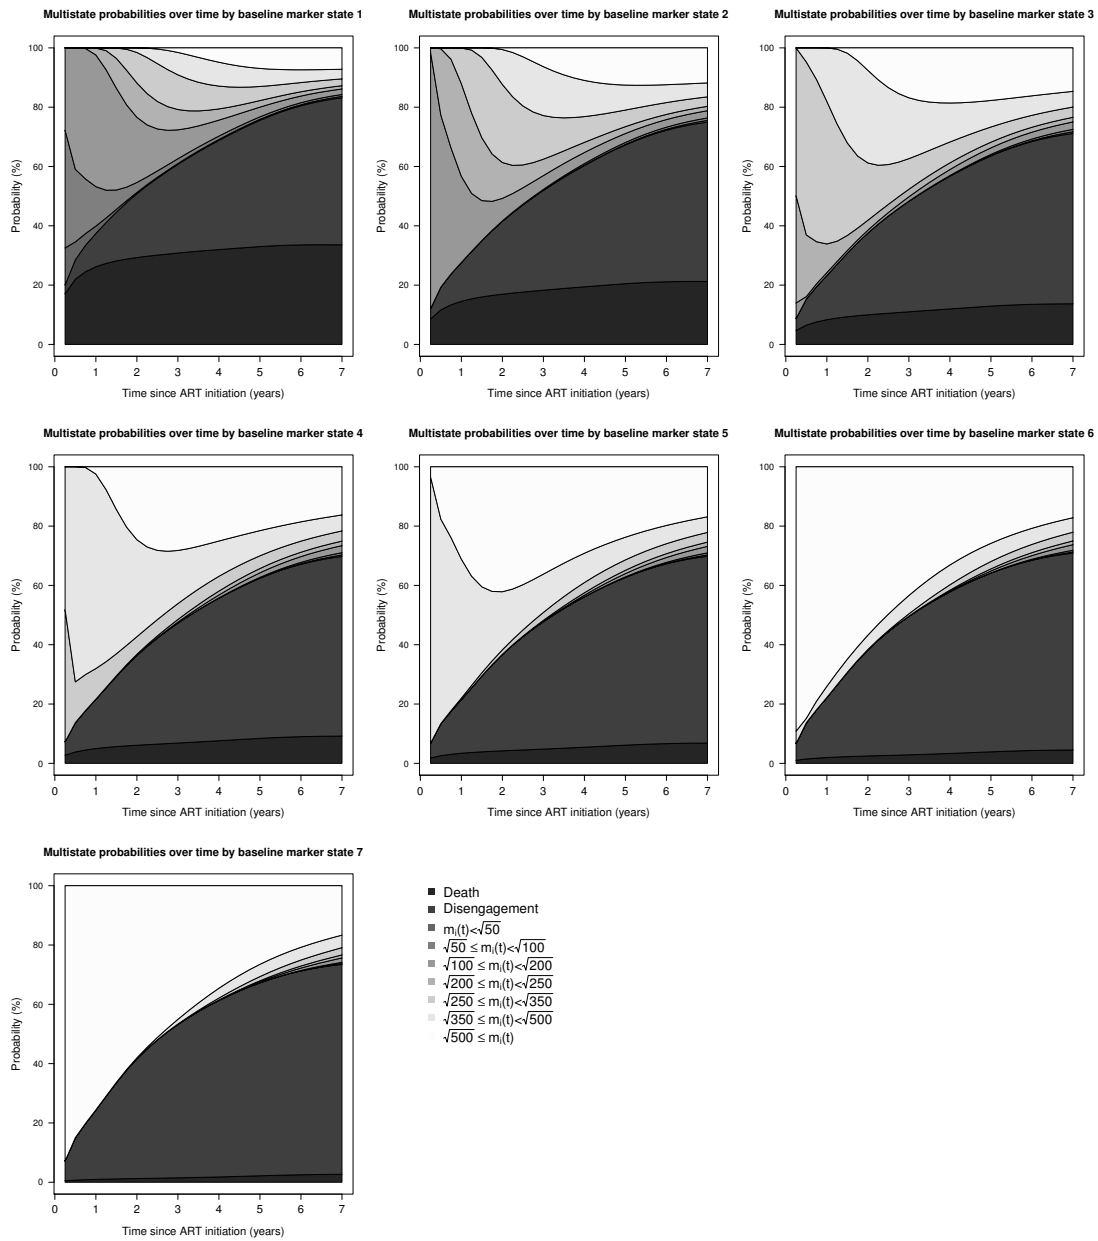 Multistate probabilities over time by baseline marker state 1
Probability (%)
100
80
60
40
20
0
0 1 2 3 4 5 6 7
Time since ART initiation (years)
Multistate probabilities over time by baseline marker state 2
Probability (%)
100
80
60
40
20
0
0 1 2 3 4 5 6 7
Time since ART initiation (years)
Multistate probabilities over time by baseline marker state 3
Probability (%)
100
80
60
40
20
0
0 1 2 3 4 5 6 7
Time since ART initiation (years)
Multistate probabilities over time by baseline marker state 4
Probability (%)
100
80
60
40
20
0
0 1 2 3 4 5 6 7
Time since ART initiation (years)
Multistate probabilities over time by baseline marker state 5
Probability (%)
100
80
60
40
20
0
0 1 2 3 4 5 6 7
Time since ART initiation (years)
Multistate probabilities over time by baseline marker state 6
Probability (%)
100
80
60
40
20
0
0 1 2 3 4 5 6 7
Time since ART initiation (years)
Multistate probabilities over time by baseline marker state 7
Probability (%)
100
80
60
40
20
0
0 1 2 3 4 5 6 7
Time since ART initiation (years)
Death
Disengagement
mᵢ(t)<√50
√50 ≤ mᵢ(t)<√100
√100 ≤ mᵢ(t)<√200
√200 ≤ mᵢ(t)<√250
√250 ≤ mᵢ(t)<√350
√350 ≤ mᵢ(t)<√500
√500 ≤ mᵢ(t)